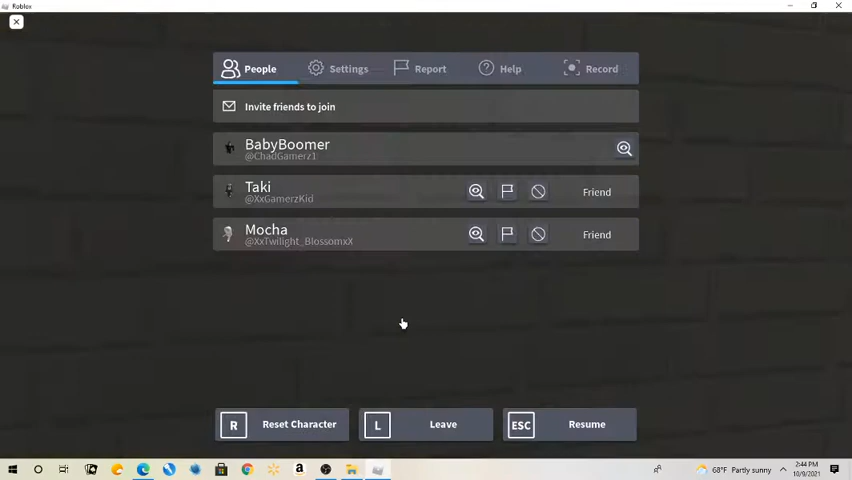 Roblox
People Settings Report Help Record
Invite friends to join
BabyBoomer
@ChadGamerz1
Taki
@XxGamerzKid
Friend
Mocha
@XxTwilight_BlossomxX
Friend
R Reset Character L Leave ESC Resume
68°F Partly sunny
2:44 PM
10/9/2021